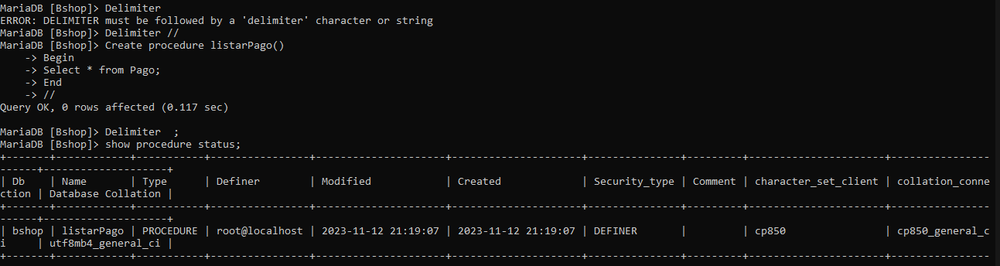 MariaDB [Bshop]> Delimiter
ERROR: DELIMITER must be followed by a 'delimiter' character or string
MariaDB [Bshop]> Delimiter //
MariaDB [Bshop]> Create procedure listarPago()
    -> Begin
    -> Select * from Pago;
    -> End
    -> //
Query OK, 0 rows affected (0.117 sec)

MariaDB [Bshop]> Delimiter  ;
MariaDB [Bshop]> show procedure status;
+-------+------------+-----------+----------------+---------------------+---------------------+---------------+---------+----------------------+----------------
------+--------------------+
| Db    | Name       | Type      | Definer        | Modified            | Created             | Security_type | Comment | character_set_client | collation_conne
ction | Database Collation |
+-------+------------+-----------+----------------+---------------------+---------------------+---------------+---------+----------------------+----------------
------+--------------------+
| bshop | listarPago | PROCEDURE | root@localhost | 2023-11-12 21:19:07 | 2023-11-12 21:19:07 | DEFINER       |         | cp850                | cp850_general_c
i     | utf8mb4_general_ci |
+-------+------------+-----------+----------------+---------------------+---------------------+---------------+---------+----------------------+----------------